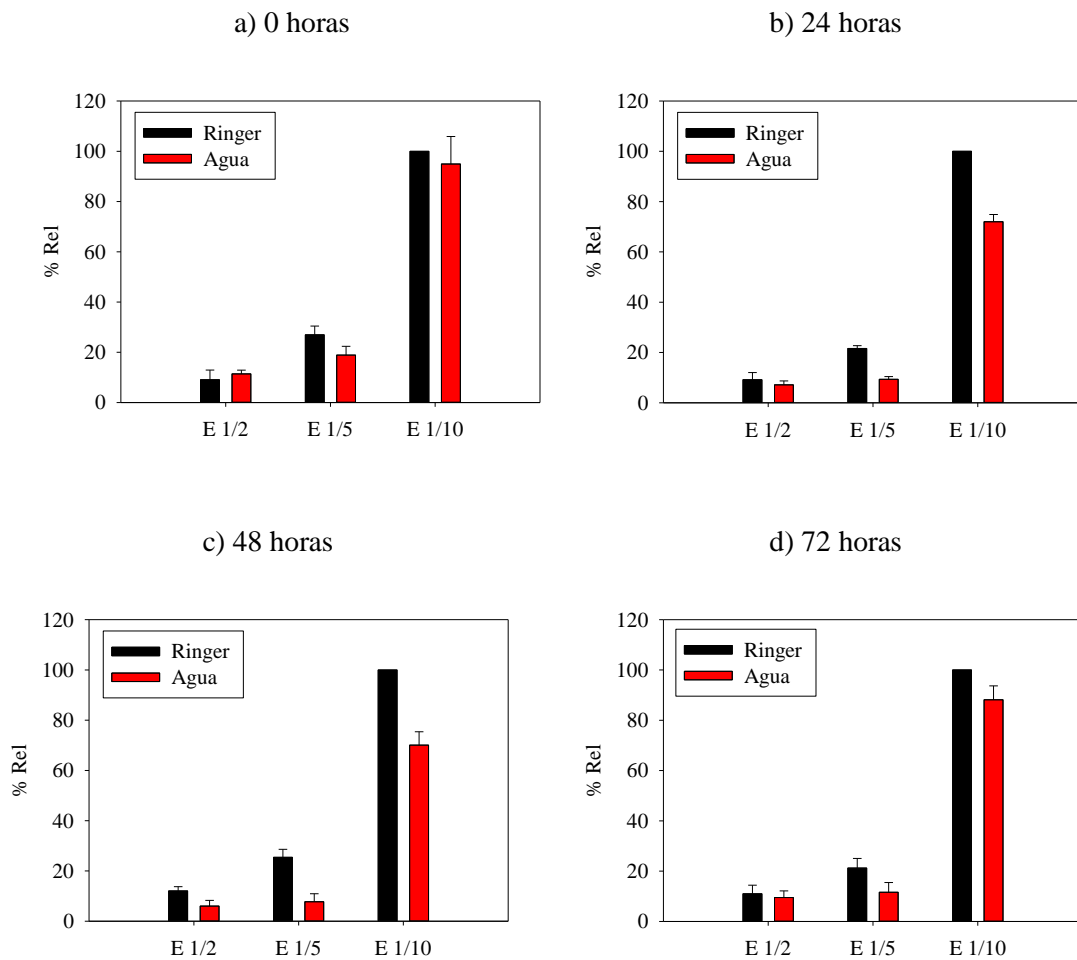 a) 0 horas
120
100
80
60
40
20
0
% Rel
Ringer
Agua
E 1/2
E 1/5
E 1/10
b) 24 horas
120
100
80
60
40
20
0
% Rel
Ringer
Agua
E 1/2
E 1/5
E 1/10
c) 48 horas
120
100
80
60
40
20
0
% Rel
Ringer
Agua
E 1/2
E 1/5
E 1/10
d) 72 horas
120
100
80
60
40
20
0
% Rel
Ringer
Agua
E 1/2
E 1/5
E 1/10